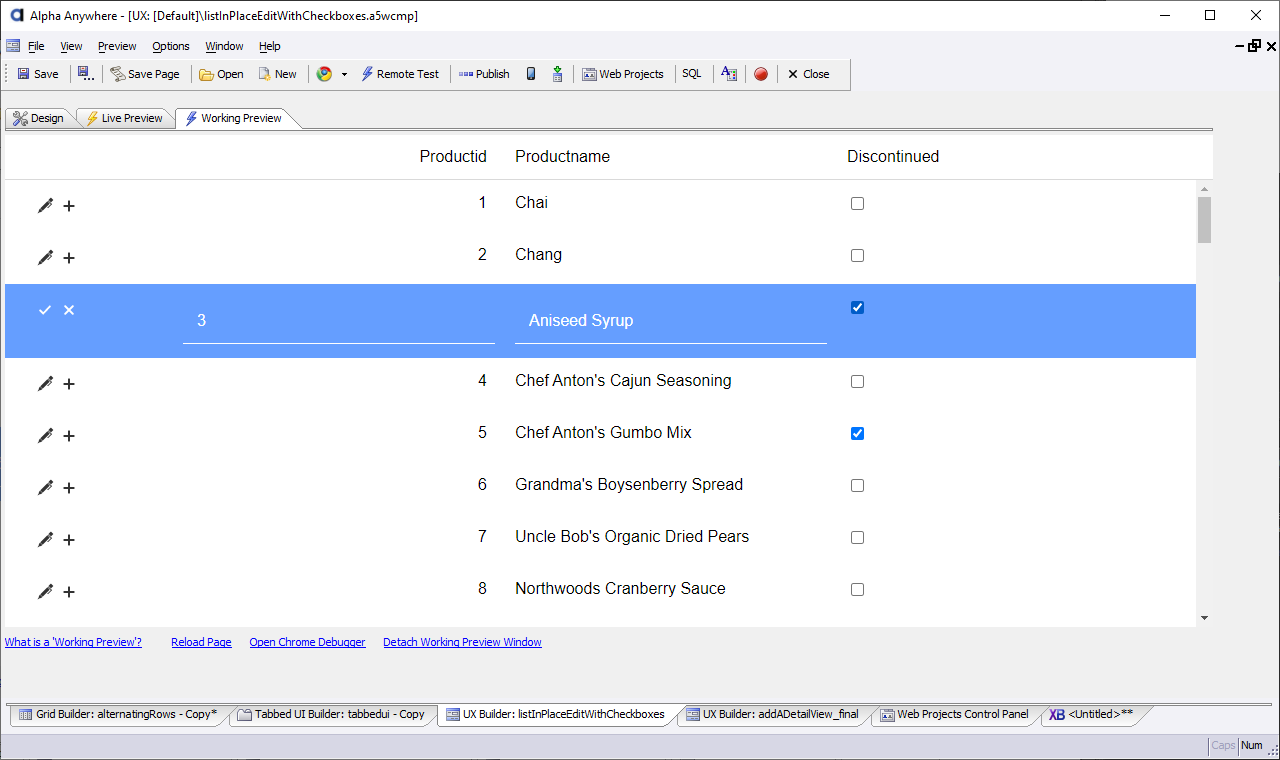 Alpha Anywhere - [UX: [Default]\listInPlaceEditWithCheckboxes.a5wcmp]
File View Preview Options Window Help
Save Save Page Open New Remote Test Publish Web Projects SQL Close
Design Live Preview Working Preview
Productid Productname Discontinued
1 Chai
2 Chang
3 Aniseed Syrup
4 Chef Anton's Cajun Seasoning
5 Chef Anton's Gumbo Mix
6 Grandma's Boysenberry Spread
7 Uncle Bob's Organic Dried Pears
8 Northwoods Cranberry Sauce
What is a 'Working Preview'? Reload Page Open Chrome Debugger Detach Working Preview Window
Grid Builder: alternatingRows - Copy* Tabbed UI Builder: tabbedui - Copy UX Builder: listInPlaceEditWithCheckboxes UX Builder: addADetailView_final Web Projects Control Panel XB <Untitled>**
Caps Num